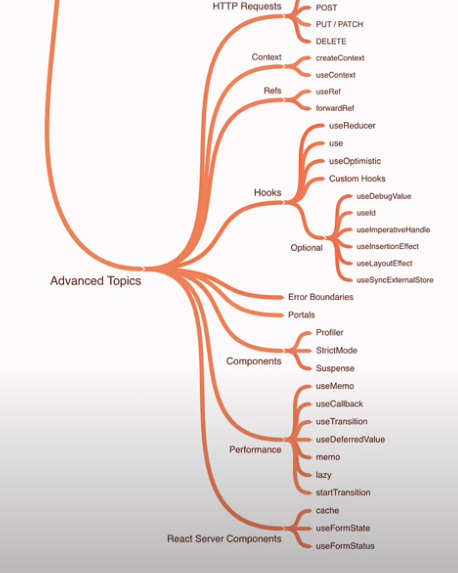 HTTP Requests
POST
PUT / PATCH
DELETE
Context
createContext
useContext
Refs
useRef
forwardRef
Hooks
useReducer
use
useOptimistic
Custom Hooks
Optional
useDebugValue
useId
useImperativeHandle
useInsertionEffect
useLayoutEffect
useSyncExternalStore
Advanced Topics
Error Boundaries
Portals
Components
Profiler
StrictMode
Suspense
Performance
useMemo
useCallback
useTransition
useDeferredValue
memo
lazy
startTransition
React Server Components
cache
useFormState
useFormStatus